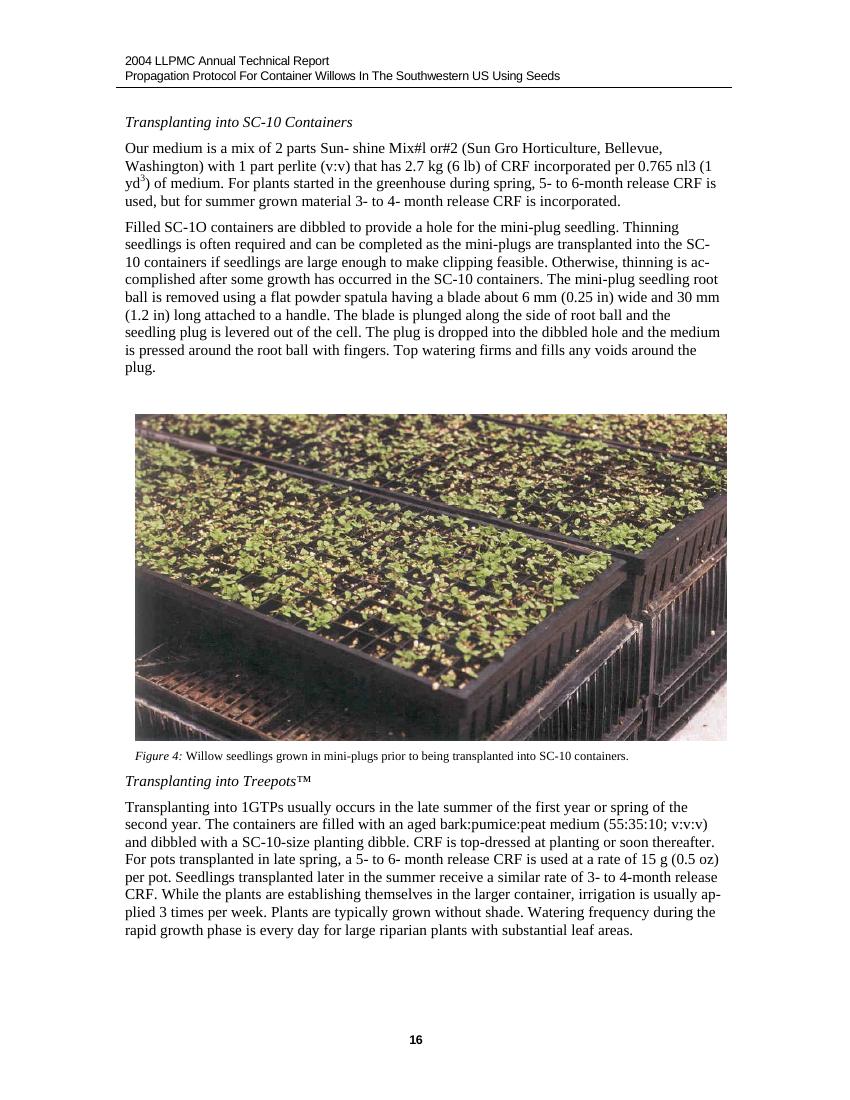 2004 LLPMC Annual Technical Report
Propagation Protocol For Container Willows In The Southwestern US Using Seeds
Transplanting into SC-10 Containers
Our medium is a mix of 2 parts Sun- shine Mix#l or#2 (Sun Gro Horticulture, Bellevue,
Washington) with 1 part perlite (v:v) that has 2.7 kg (6 lb) of CRF incorporated per 0.765 nl3 (1
yd³) of medium. For plants started in the greenhouse during spring, 5- to 6-month release CRF is
used, but for summer grown material 3- to 4- month release CRF is incorporated.
Filled SC-1O containers are dibbled to provide a hole for the mini-plug seedling. Thinning
seedlings is often required and can be completed as the mini-plugs are transplanted into the SC-
10 containers if seedlings are large enough to make clipping feasible. Otherwise, thinning is ac-
complished after some growth has occurred in the SC-10 containers. The mini-plug seedling root
ball is removed using a flat powder spatula having a blade about 6 mm (0.25 in) wide and 30 mm
(1.2 in) long attached to a handle. The blade is plunged along the side of root ball and the
seedling plug is levered out of the cell. The plug is dropped into the dibbled hole and the medium
is pressed around the root ball with fingers. Top watering firms and fills any voids around the
plug.
Figure 4: Willow seedlings grown in mini-plugs prior to being transplanted into SC-10 containers.
Transplanting into Treepots™
Transplanting into 1GTPs usually occurs in the late summer of the first year or spring of the
second year. The containers are filled with an aged bark:pumice:peat medium (55:35:10; v:v:v)
and dibbled with a SC-10-size planting dibble. CRF is top-dressed at planting or soon thereafter.
For pots transplanted in late spring, a 5- to 6- month release CRF is used at a rate of 15 g (0.5 oz)
per pot. Seedlings transplanted later in the summer receive a similar rate of 3- to 4-month release
CRF. While the plants are establishing themselves in the larger container, irrigation is usually ap-
plied 3 times per week. Plants are typically grown without shade. Watering frequency during the
rapid growth phase is every day for large riparian plants with substantial leaf areas.
16